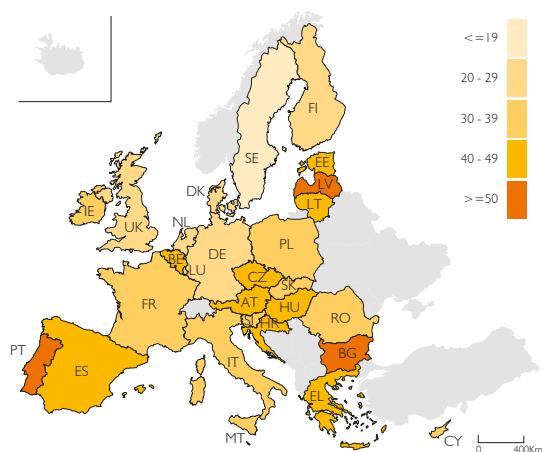 <=19
20 - 29
30 - 39
40 - 49
>=50
FI
SE
EE
LV
LT
DK
IE
UK
NL
BE
LU
DE
PL
CZ
SK
FR
AT
HU
SI
HR
RO
IT
BG
PT
ES
EL
MT
CY
0 400Km